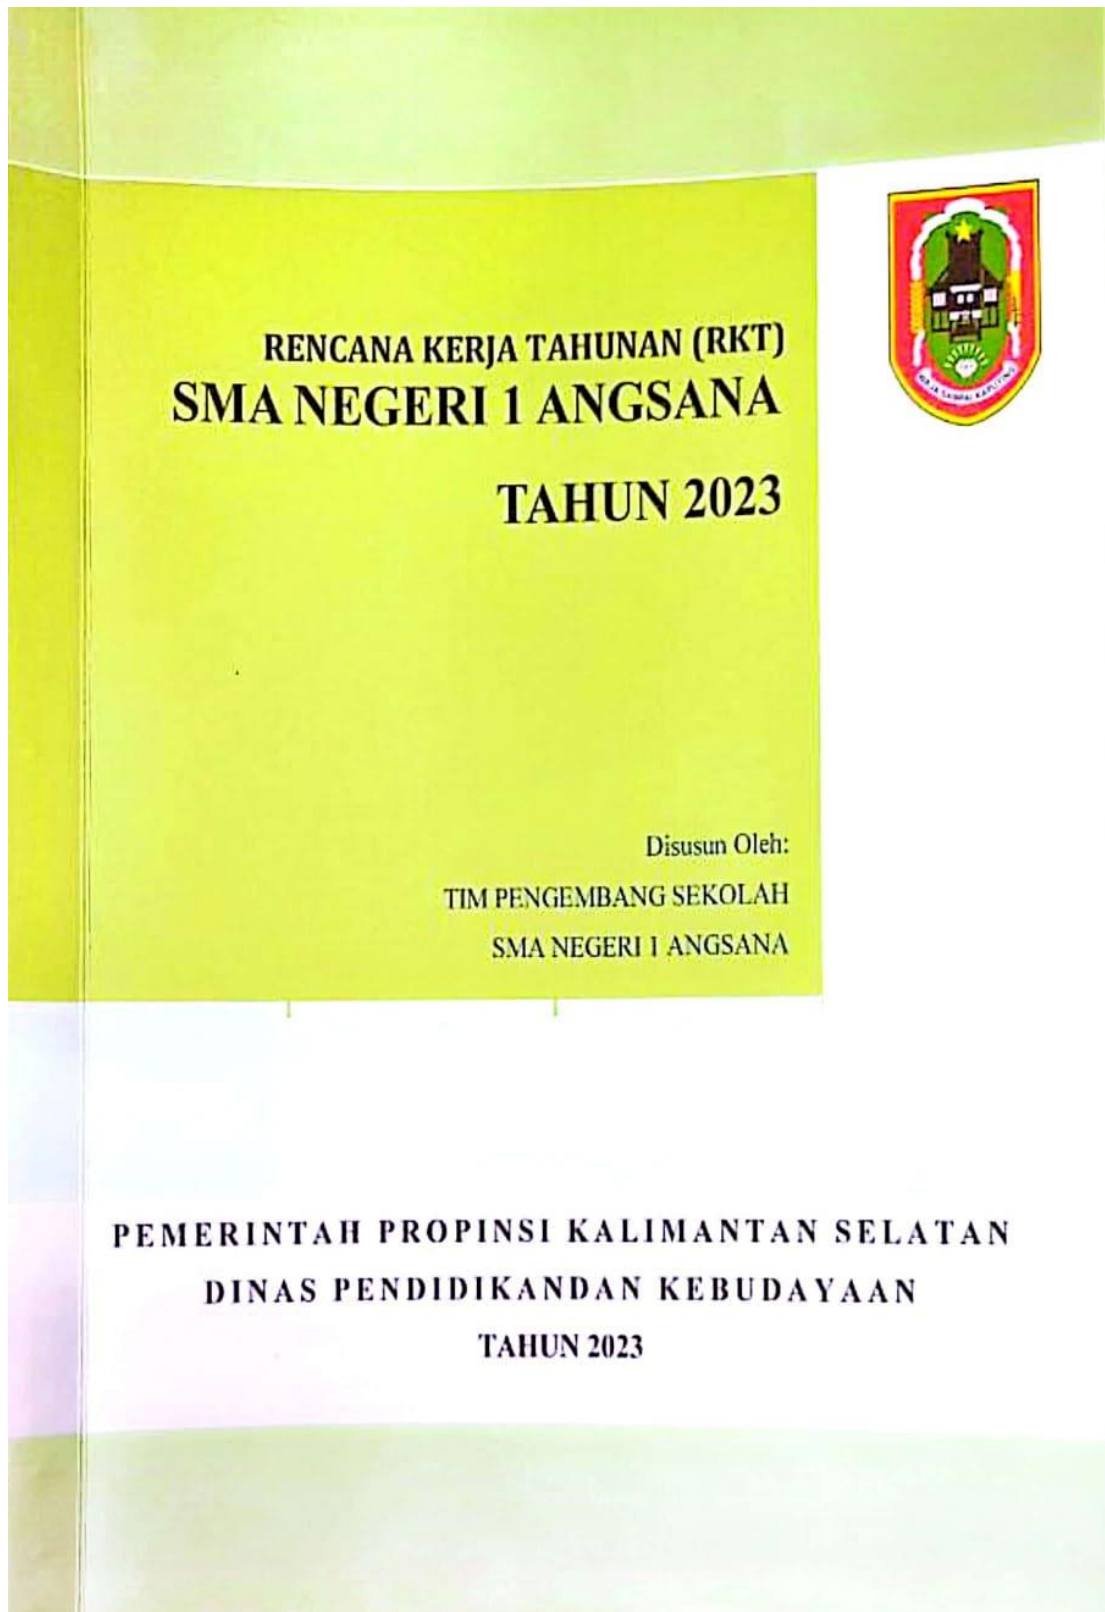 RENCANA KERJA TAHUNAN (RKT)
SMA NEGERI 1 ANGSANA
TAHUN 2023
Disusun Oleh:
TIM PENGEMBANG SEKOLAH
SMA NEGERI 1 ANGSANA
PEMERINTAH PROPINSI KALIMANTAN SELATAN
DINAS PENDIDIKANDAN KEBUDAYAAN
TAHUN 2023